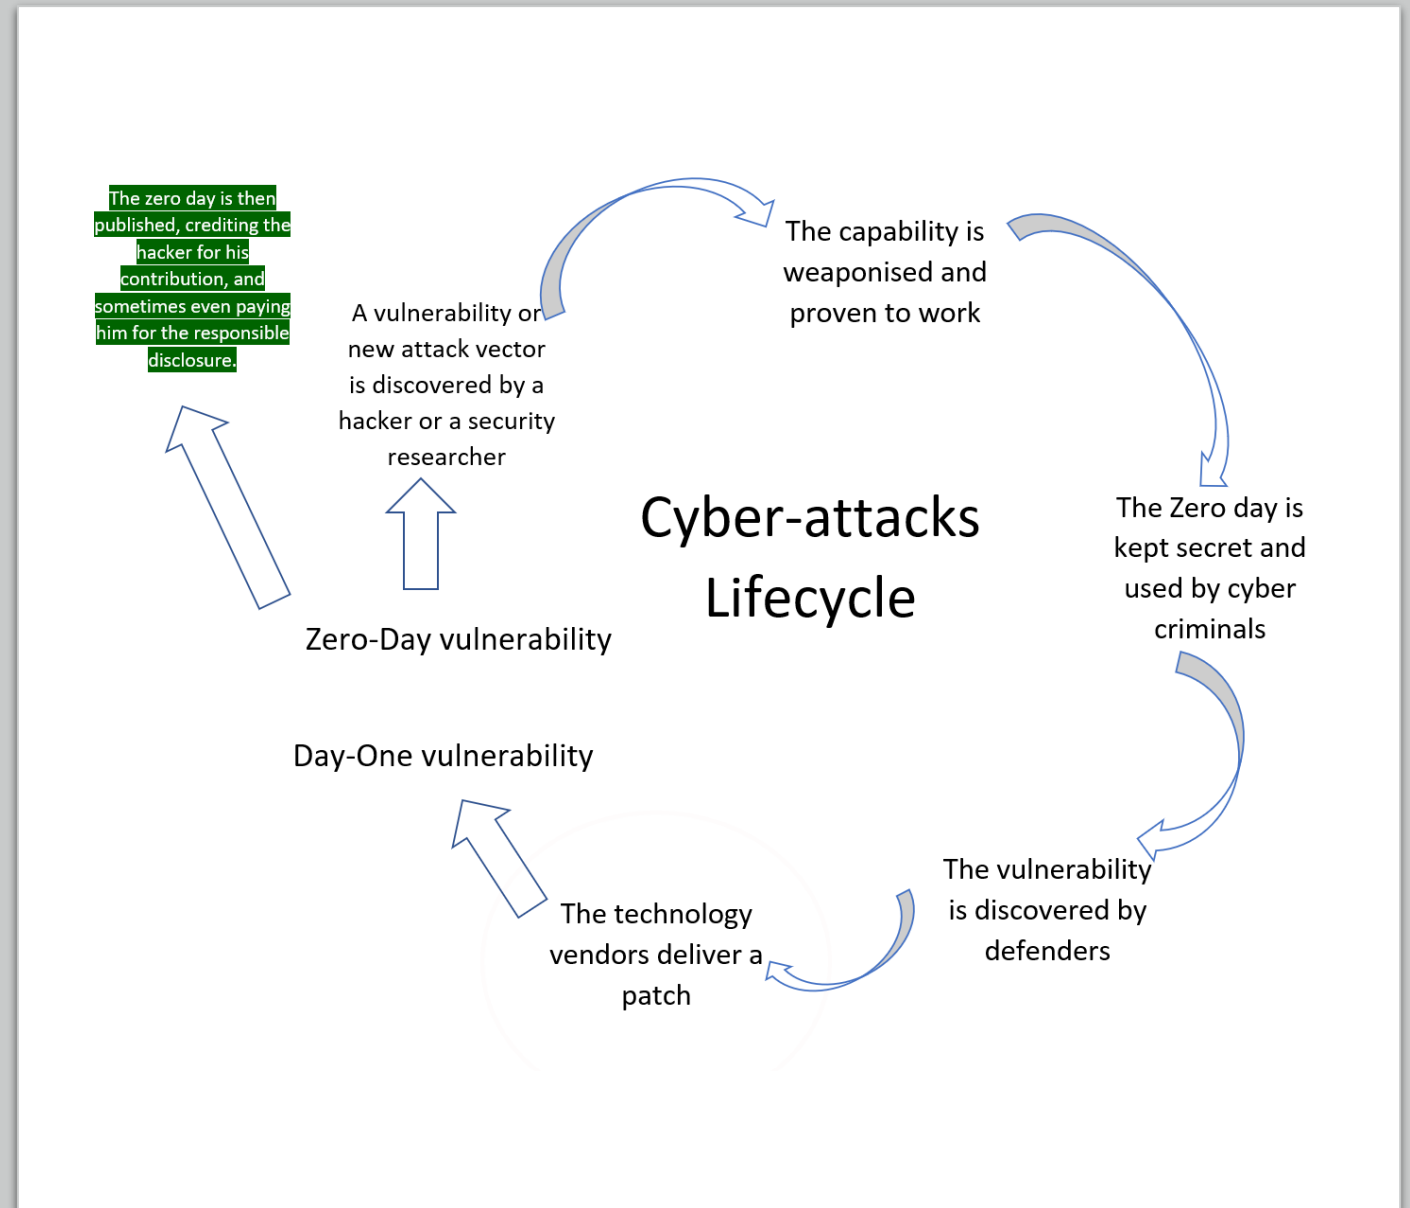 The zero day is then
published, crediting the
hacker for his
contribution, and
sometimes even paying
him for the responsible
disclosure.
A vulnerability or
new attack vector
is discovered by a
hacker or a security
researcher
The capability is
weaponised and
proven to work
Cyber-attacks
Lifecycle
The Zero day is
kept secret and
used by cyber
criminals
Zero-Day vulnerability
Day-One vulnerability
The vulnerability
is discovered by
defenders
The technology
vendors deliver a
patch